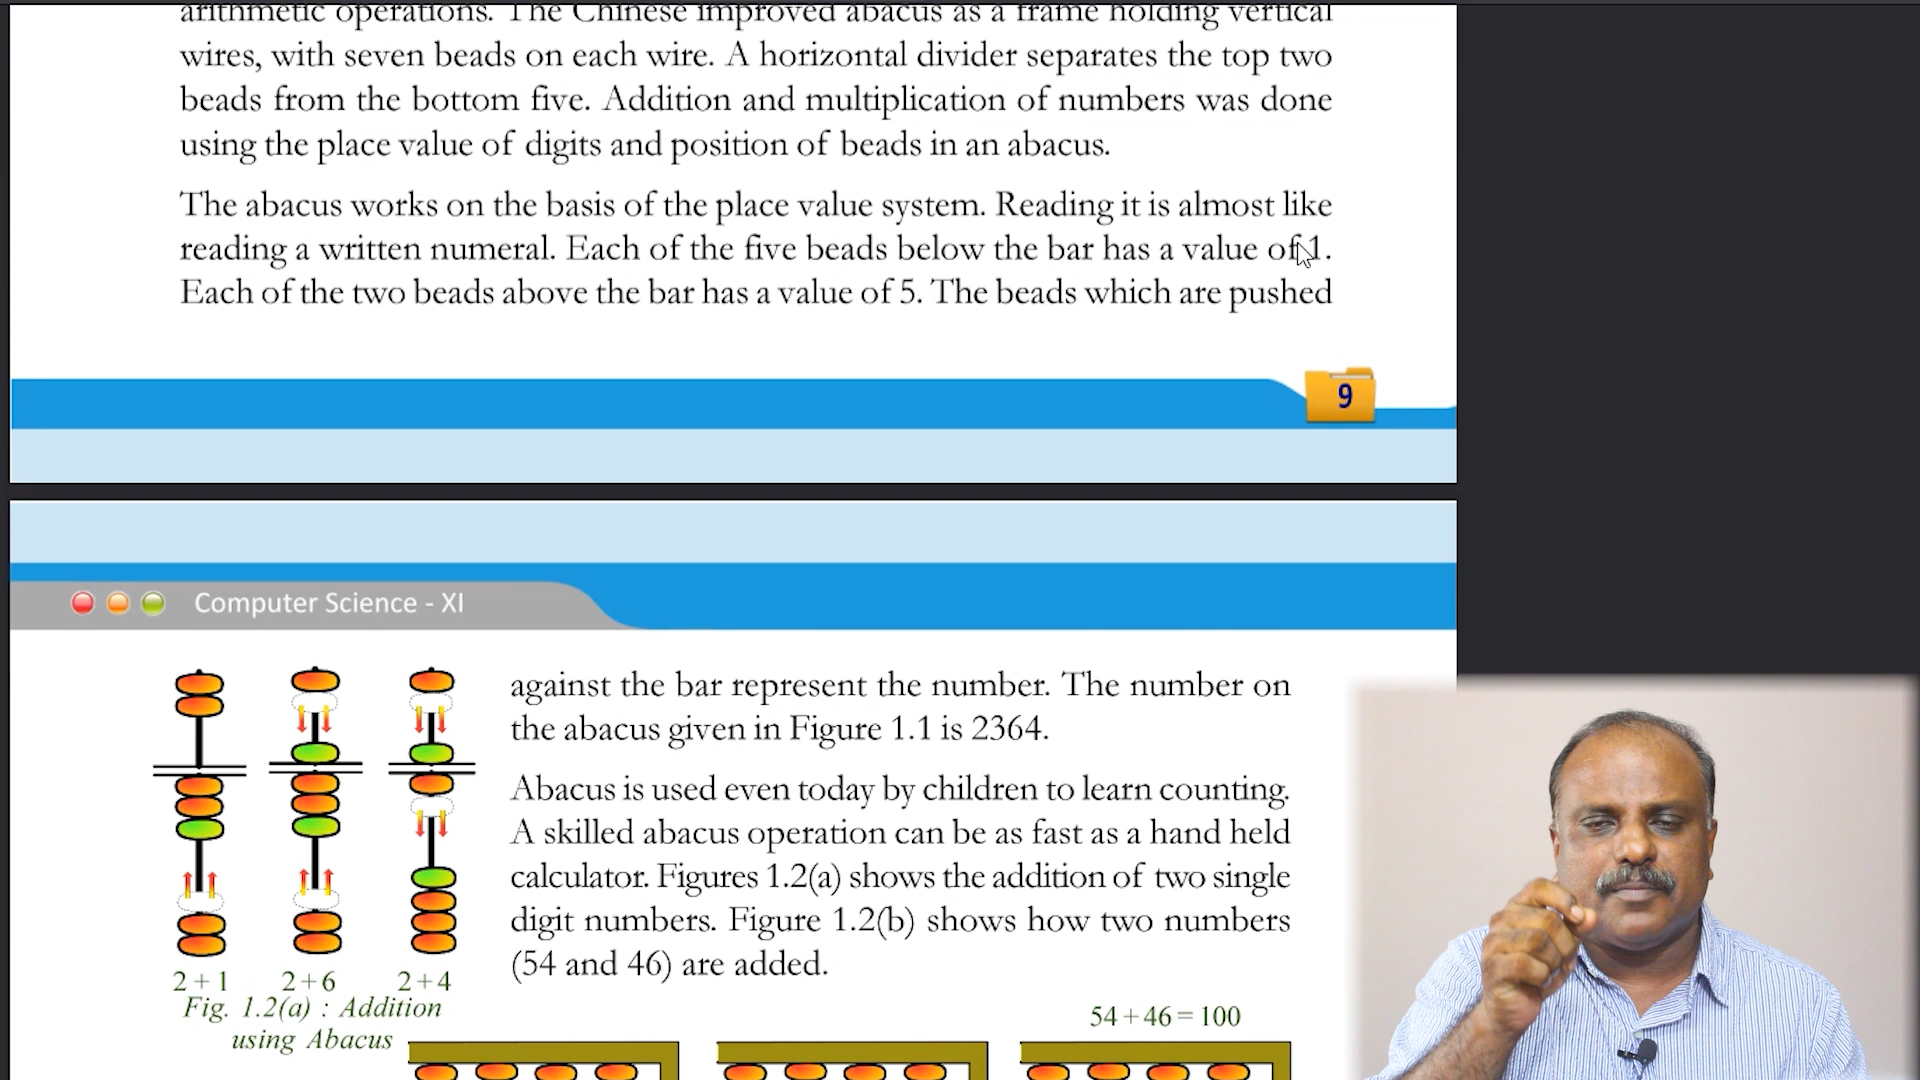 arithmetic operations. The Chinese improved abacus as a frame holding vertical
wires, with seven beads on each wire. A horizontal divider separates the top two
beads from the bottom five. Addition and multiplication of numbers was done
using the place value of digits and position of beads in an abacus.
The abacus works on the basis of the place value system. Reading it is almost like
reading a written numeral. Each of the five beads below the bar has a value of 1.
Each of the two beads above the bar has a value of 5. The beads which are pushed
9
Computer Science - XI
against the bar represent the number. The number on
the abacus given in Figure 1.1 is 2364.
Abacus is used even today by children to learn counting.
A skilled abacus operation can be as fast as a hand held
calculator. Figures 1.2(a) shows the addition of two single
digit numbers. Figure 1.2(b) shows how two numbers
(54 and 46) are added.
2 + 1 2 + 6 2 + 4
Fig. 1.2(a) : Addition
using Abacus
54 + 46 = 100